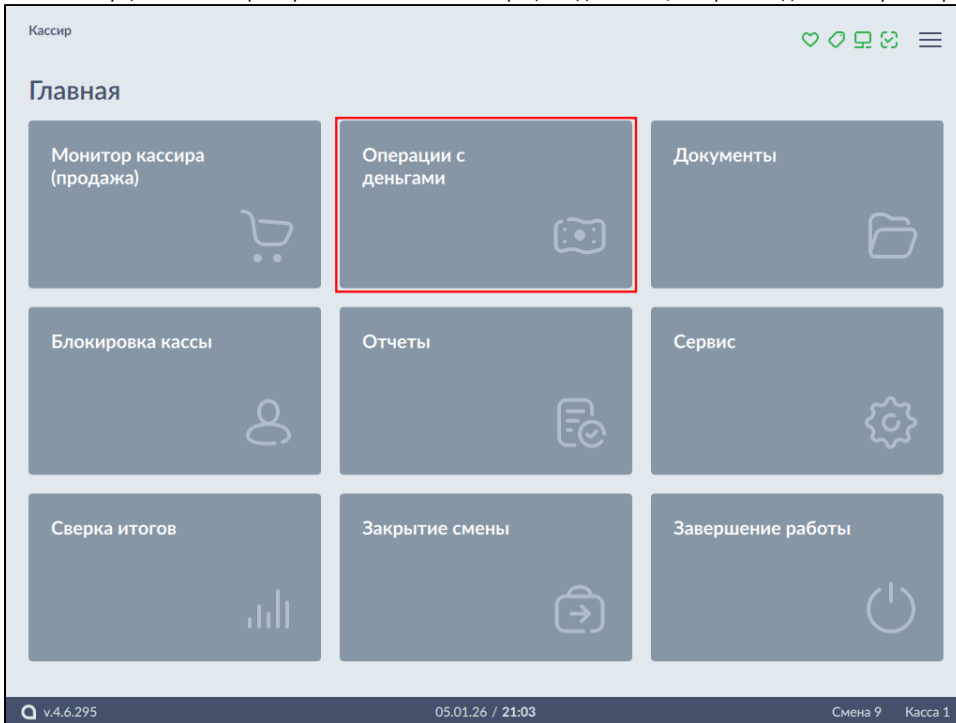 Кассир
Главная
Монитор кассира
(продажа)
Операции с
деньгами
Документы
Блокировка кассы
Отчеты
Сервис
Сверка итогов
Закрытие смены
Завершение работы
v.4.6.295
05.01.26 / 21:03
Смена 9
Касса 1